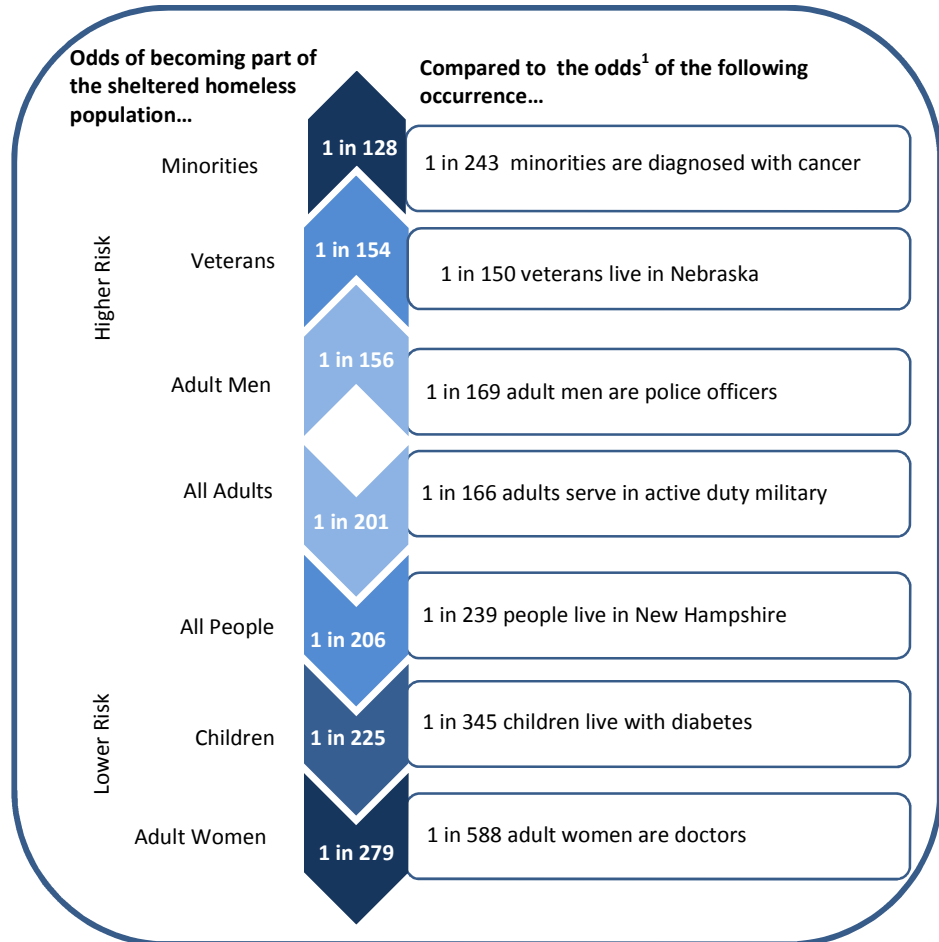 Odds of becoming part of
the sheltered homeless
population…
Compared to the odds1 of the following
occurrence…
Higher Risk
Minorities
1 in 128
1 in 243 minorities are diagnosed with cancer
Veterans
1 in 154
1 in 150 veterans live in Nebraska
Adult Men
1 in 156
1 in 169 adult men are police officers
All Adults
1 in 201
1 in 166 adults serve in active duty military
All People
1 in 206
1 in 239 people live in New Hampshire
Lower Risk
Children
1 in 225
1 in 345 children live with diabetes
Adult Women
1 in 279
1 in 588 adult women are doctors